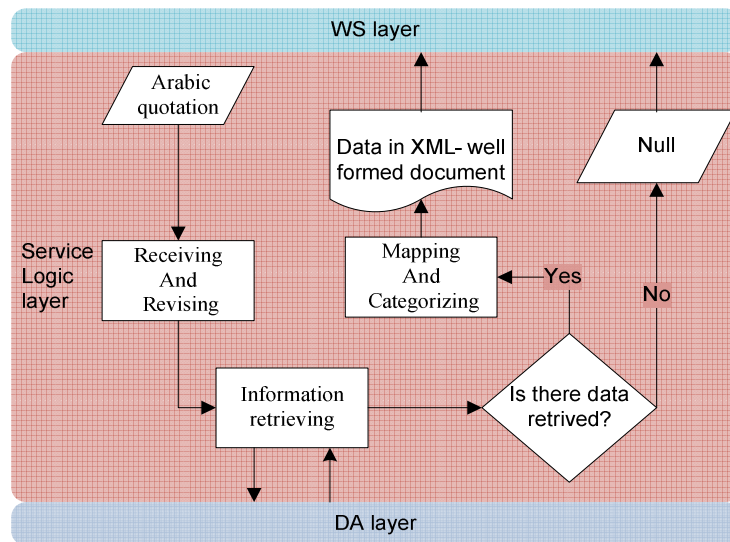 WS layer
Arabic
quotation
Data in XML- well
formed document
Null
Service
Logic
layer
Receiving
And
Revising
Mapping
And
Categorizing
Yes
No
Information
retrieving
Is there data
retrived?
DA layer